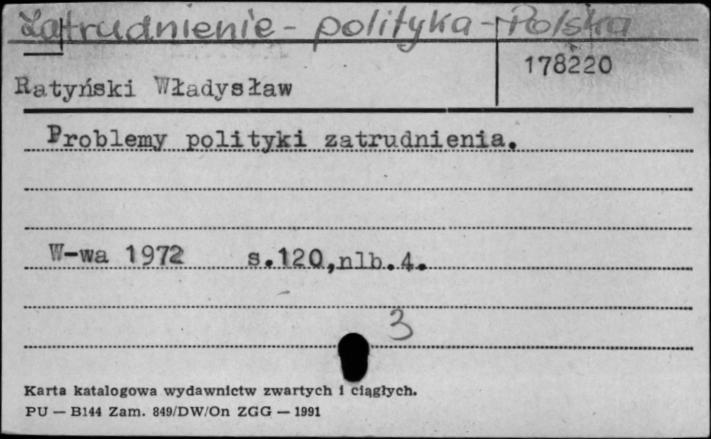 Zatrudnienie - polityka - Polska
178220
Ratyński Władysław
Problemy polityki zatrudnienia.
W-wa 1972 s.120,nlb.4.
3
Karta katalogowa wydawnictw zwartych i ciągłych.
PU — B144 Zam. 849/DW/On ZGG — 1991